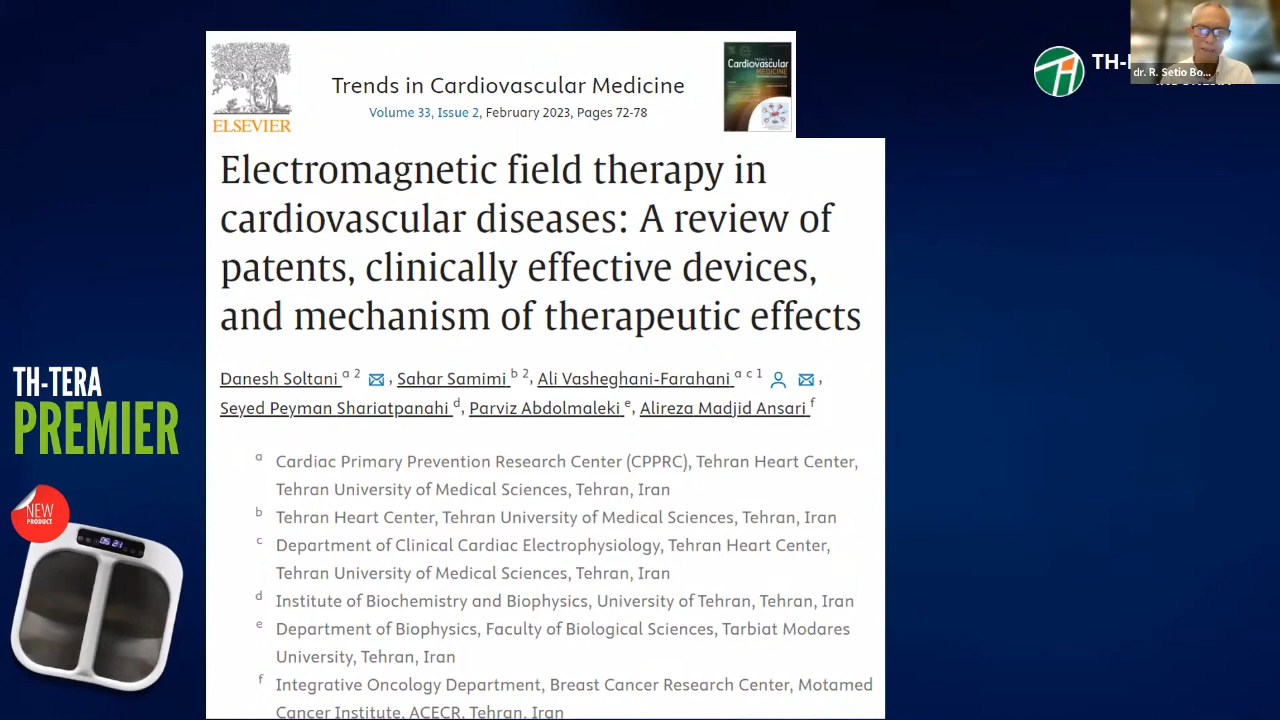 ELSEVIER
Trends in Cardiovascular Medicine
Volume 33, Issue 2, February 2023, Pages 72-78
Cardiovascular
MEDICINE
TH-
dr. R. Setio Bo...
Electromagnetic field therapy in
cardiovascular diseases: A review of
patents, clinically effective devices,
and mechanism of therapeutic effects
Danesh Soltani a 2, Sahar Samimi b 2, Ali Vasheghani-Farahani a c 1,
Seyed Peyman Shariatpanahi d, Parviz Abdolmaleki e, Alireza Madjid Ansari f
a Cardiac Primary Prevention Research Center (CPPRC), Tehran Heart Center,
Tehran University of Medical Sciences, Tehran, Iran
b Tehran Heart Center, Tehran University of Medical Sciences, Tehran, Iran
c Department of Clinical Cardiac Electrophysiology, Tehran Heart Center,
Tehran University of Medical Sciences, Tehran, Iran
d Institute of Biochemistry and Biophysics, University of Tehran, Tehran, Iran
e Department of Biophysics, Faculty of Biological Sciences, Tarbiat Modares
University, Tehran, Iran
f Integrative Oncology Department, Breast Cancer Research Center, Motamed
Cancer Institute, ACECR, Tehran, Iran
TH-TERA
PREMIER
NEW
PRODUCT
05:21